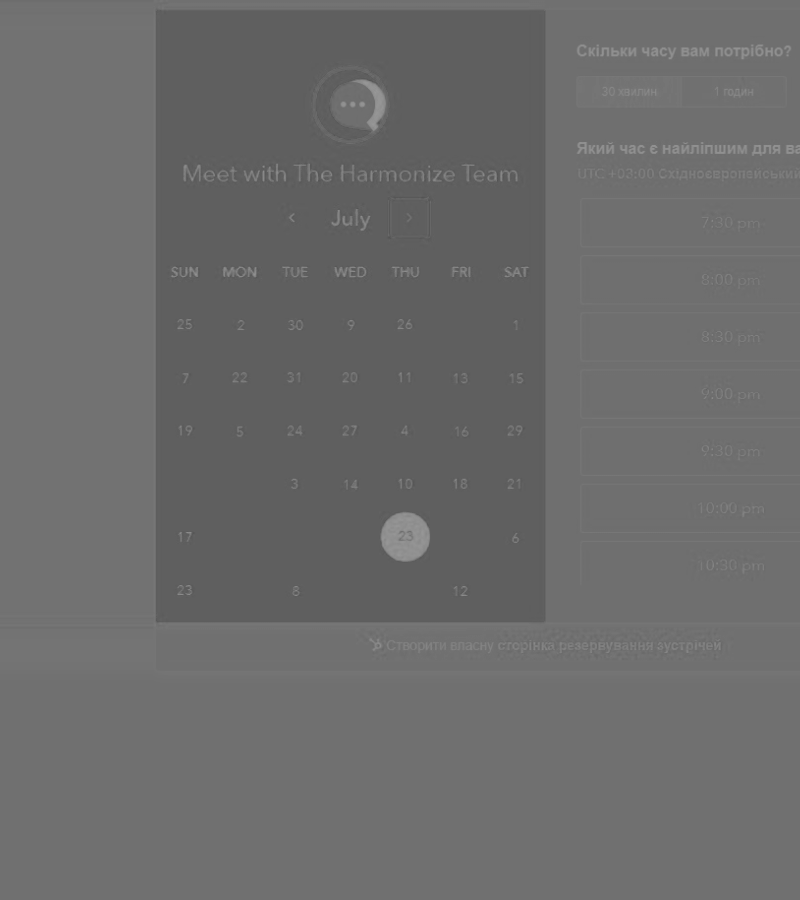 Meet with The Harmonize Team
‹ July ›
SUN MON TUE WED THU FRI SAT
25 2 30 9 26 1
7 22 31 20 11 13 15
19 5 24 27 4 16 29
3 14 10 18 21
17 23 6
23 8 12
Скільки часу вам потрібно?
30 хвилин 1 годин
Який час є найліпшим для ва
UTC +03:00 Східноєвропейський
7:30 pm
8:00 pm
8:30 pm
9:00 pm
9:30 pm
10:00 pm
10:30 pm
Створити власну сторінка резервування зустрічей